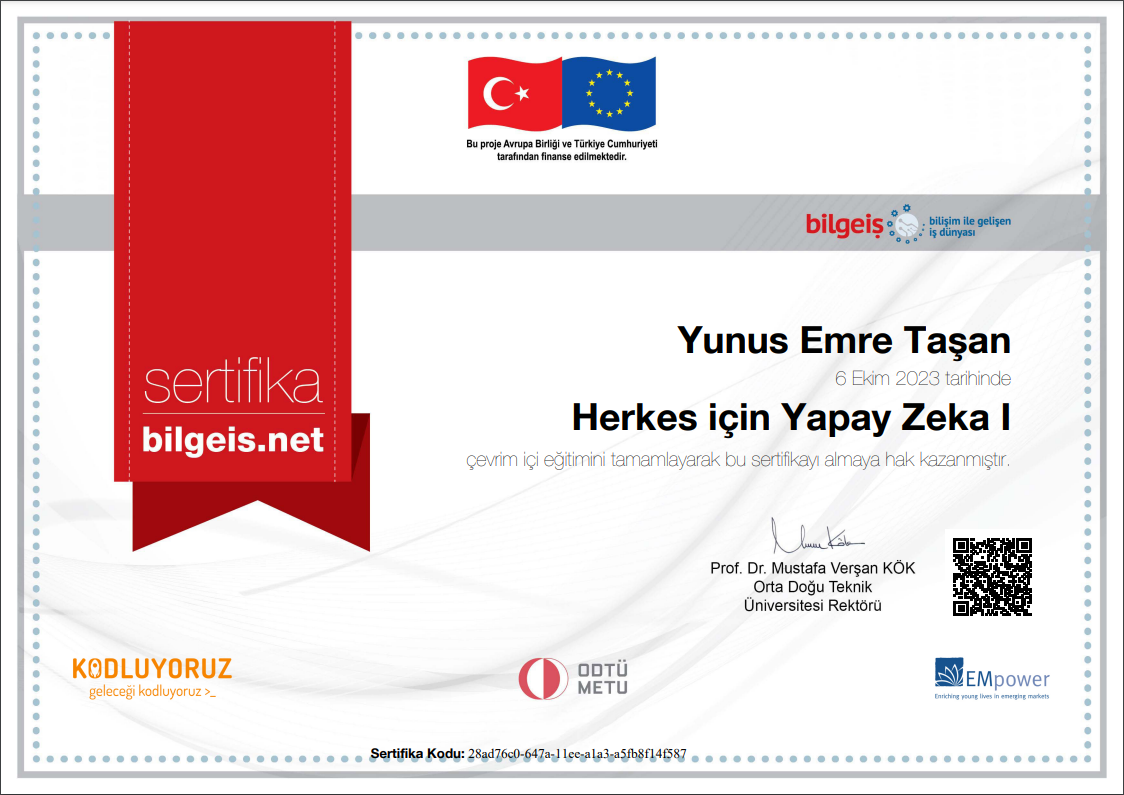 Bu proje Avrupa Birliği ve Türkiye Cumhuriyeti
tarafından finanse edilmektedir.
bilgeiş
bilişim ile gelişen
iş dünyası
sertifika
bilgeis.net
Yunus Emre Taşan
6 Ekim 2023 tarihinde
Herkes için Yapay Zeka I
çevrim içi eğitimini tamamlayarak bu sertifikayı almaya hak kazanmıştır.
Prof. Dr. Mustafa Verşan KÖK
Orta Doğu Teknik
Üniversitesi Rektörü
KODLUYORUZ
geleceği kodluyoruz >_
ODTÜ
METU
EMpower
Enriching young lives in emerging markets
Sertifika Kodu: 28ad76c0-647a-11ee-a1a3-a5fb8f14f587